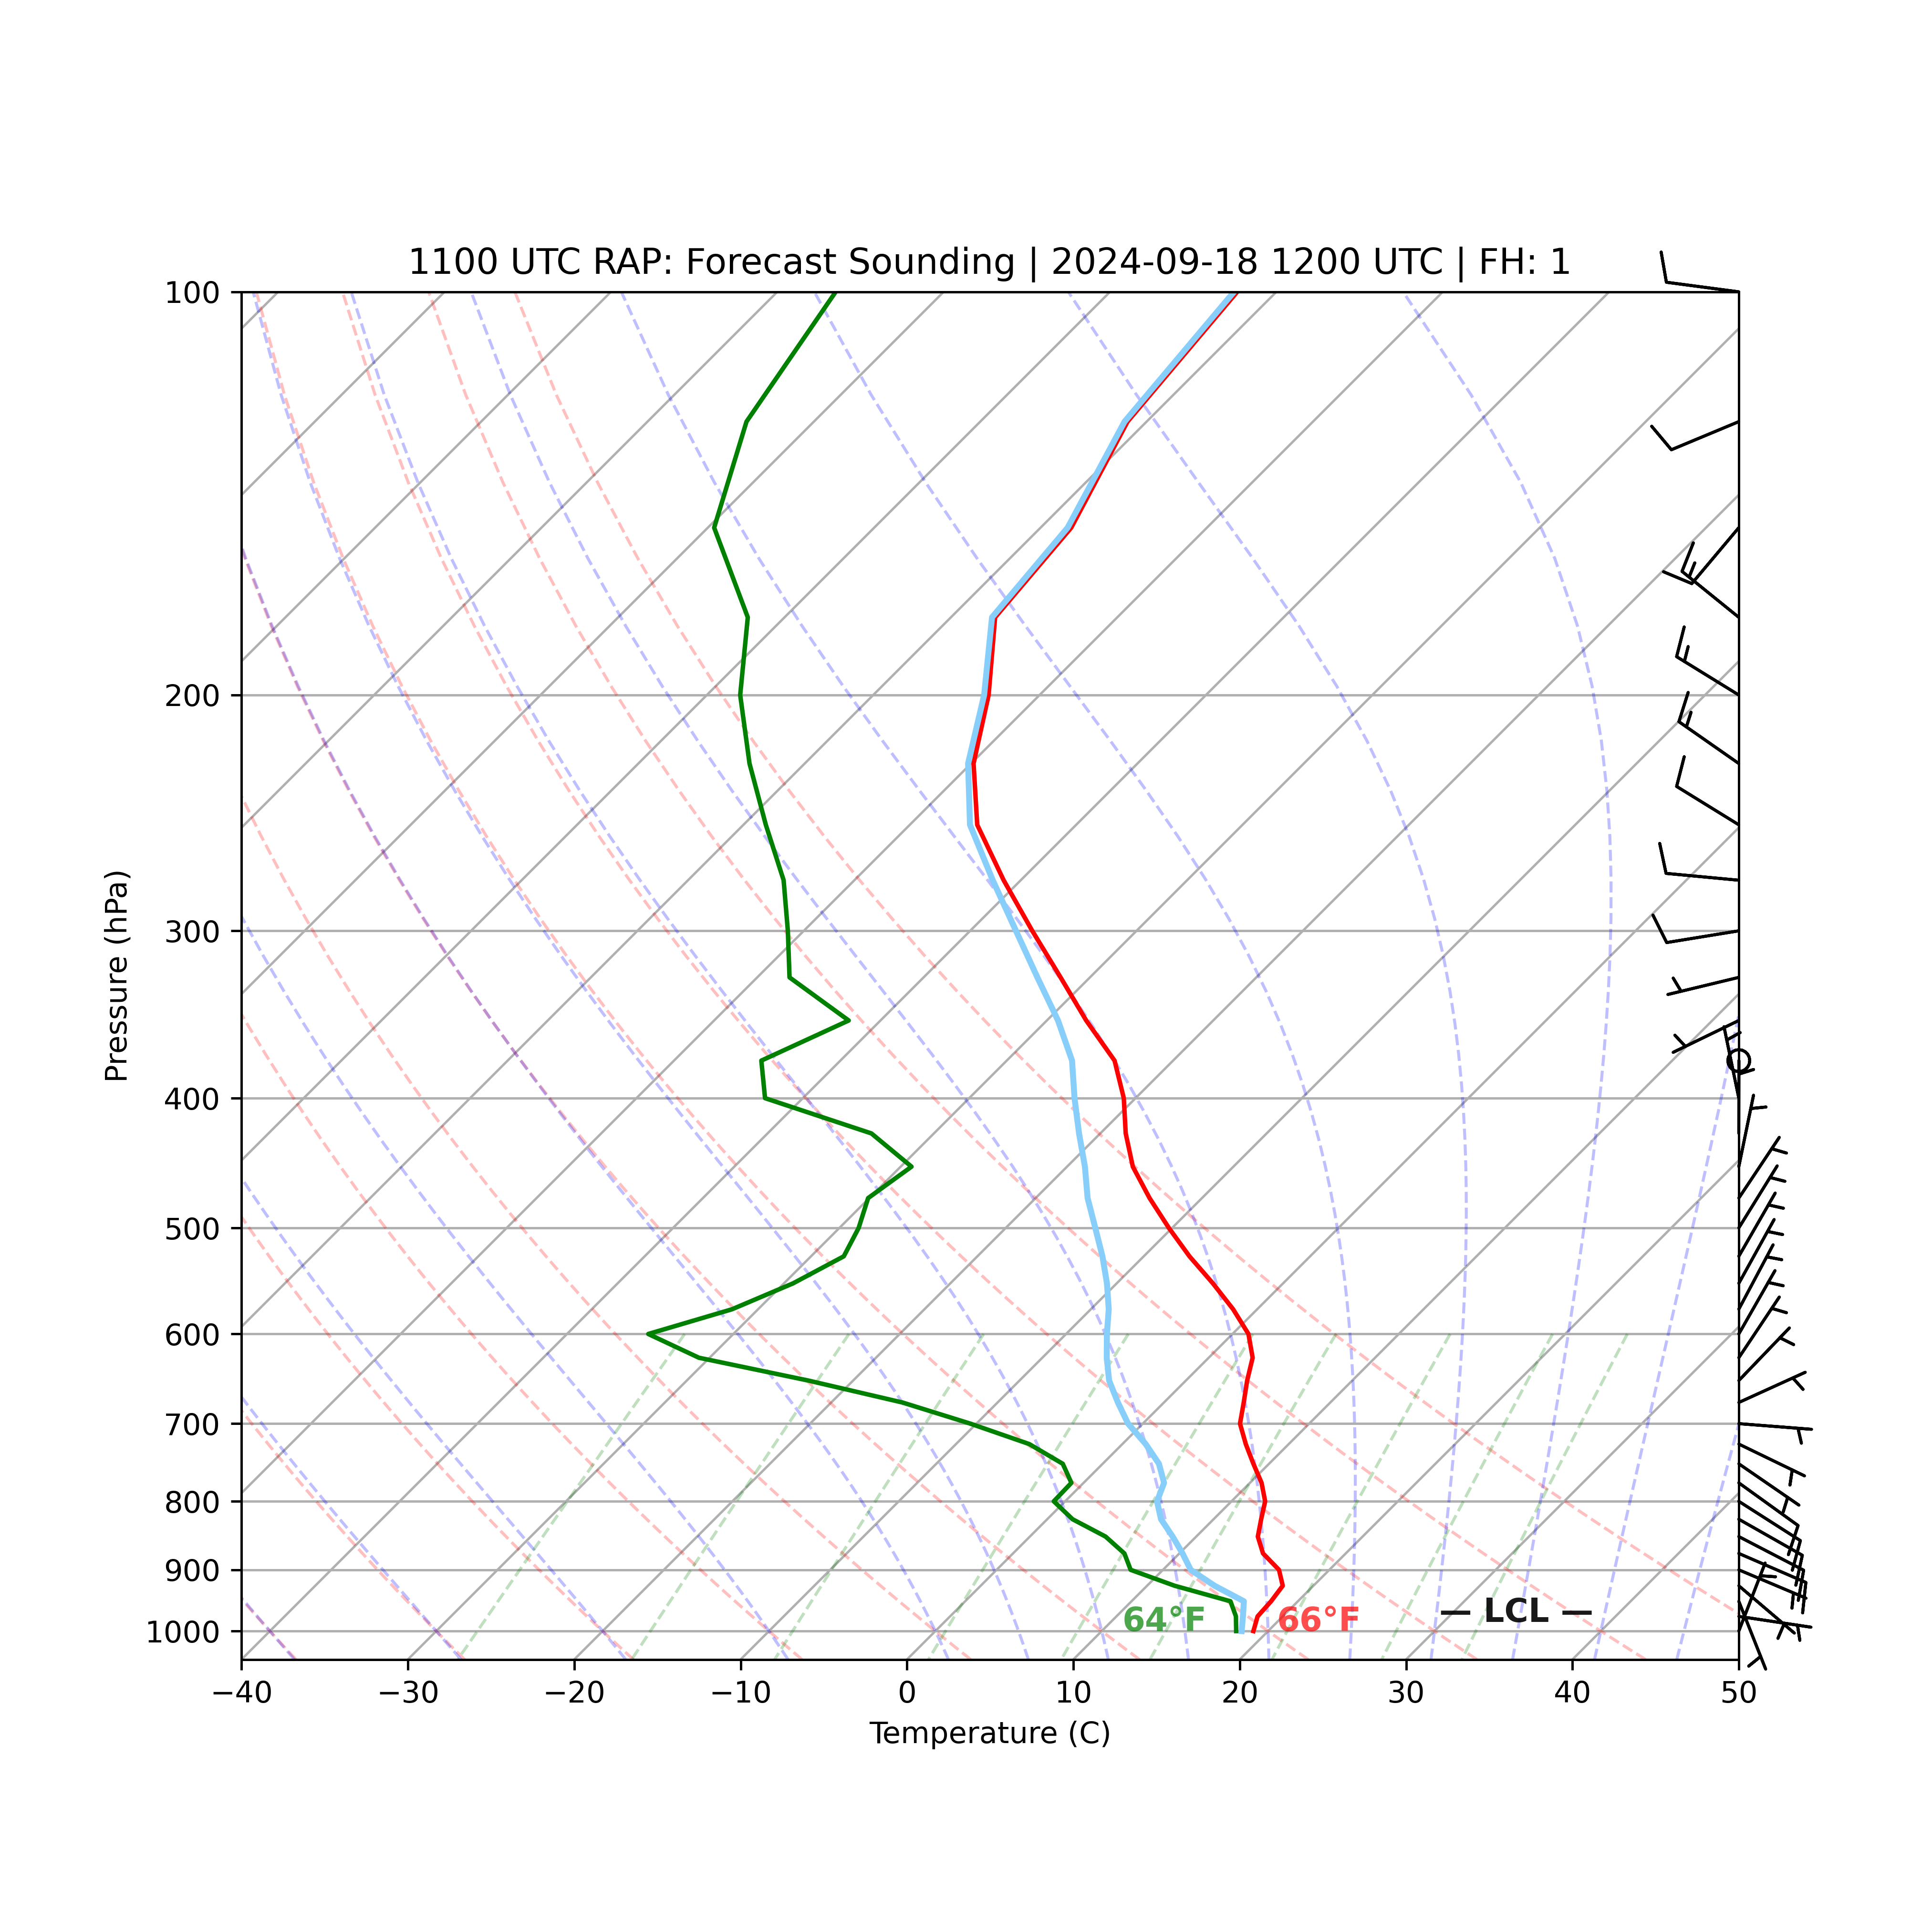 1100 UTC RAP: Forecast Sounding | 2024-09-18 1200 UTC | FH: 1
100
200
300
400
500
600
700
800
900
1000
Pressure (hPa)
64°F
66°F
— LCL —
−40 −30 −20 −10 0 10 20 30 40 50
Temperature (C)